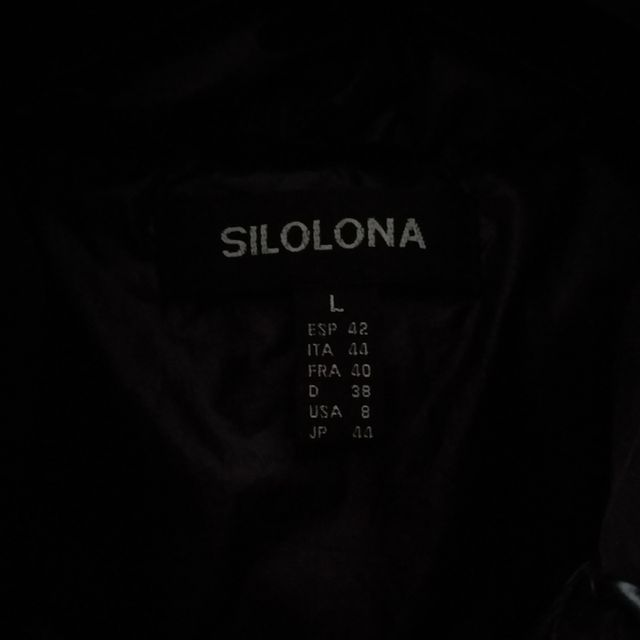 SILOLONA
L
ESP 42
ITA 44
FRA 40
D 38
USA 8
JP 44